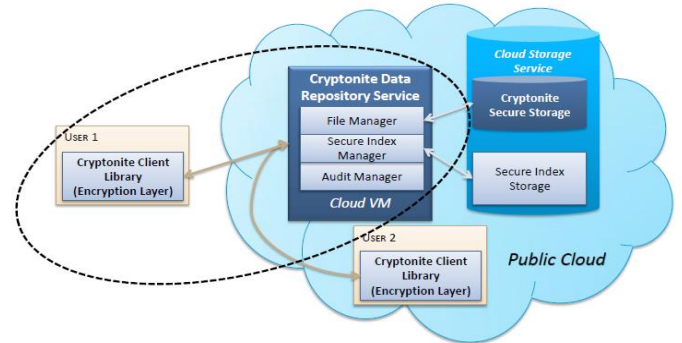 Cloud Storage
Service
Cryptonite Data
Repository Service
Cryptonite
Secure Storage
File Manager
USER 1
Secure Index
Manager
Cryptonite Client
Library
(Encryption Layer)
Secure Index
Storage
Audit Manager
Cloud VM
USER 2
Cryptonite Client
Library
(Encryption Layer)
Public Cloud